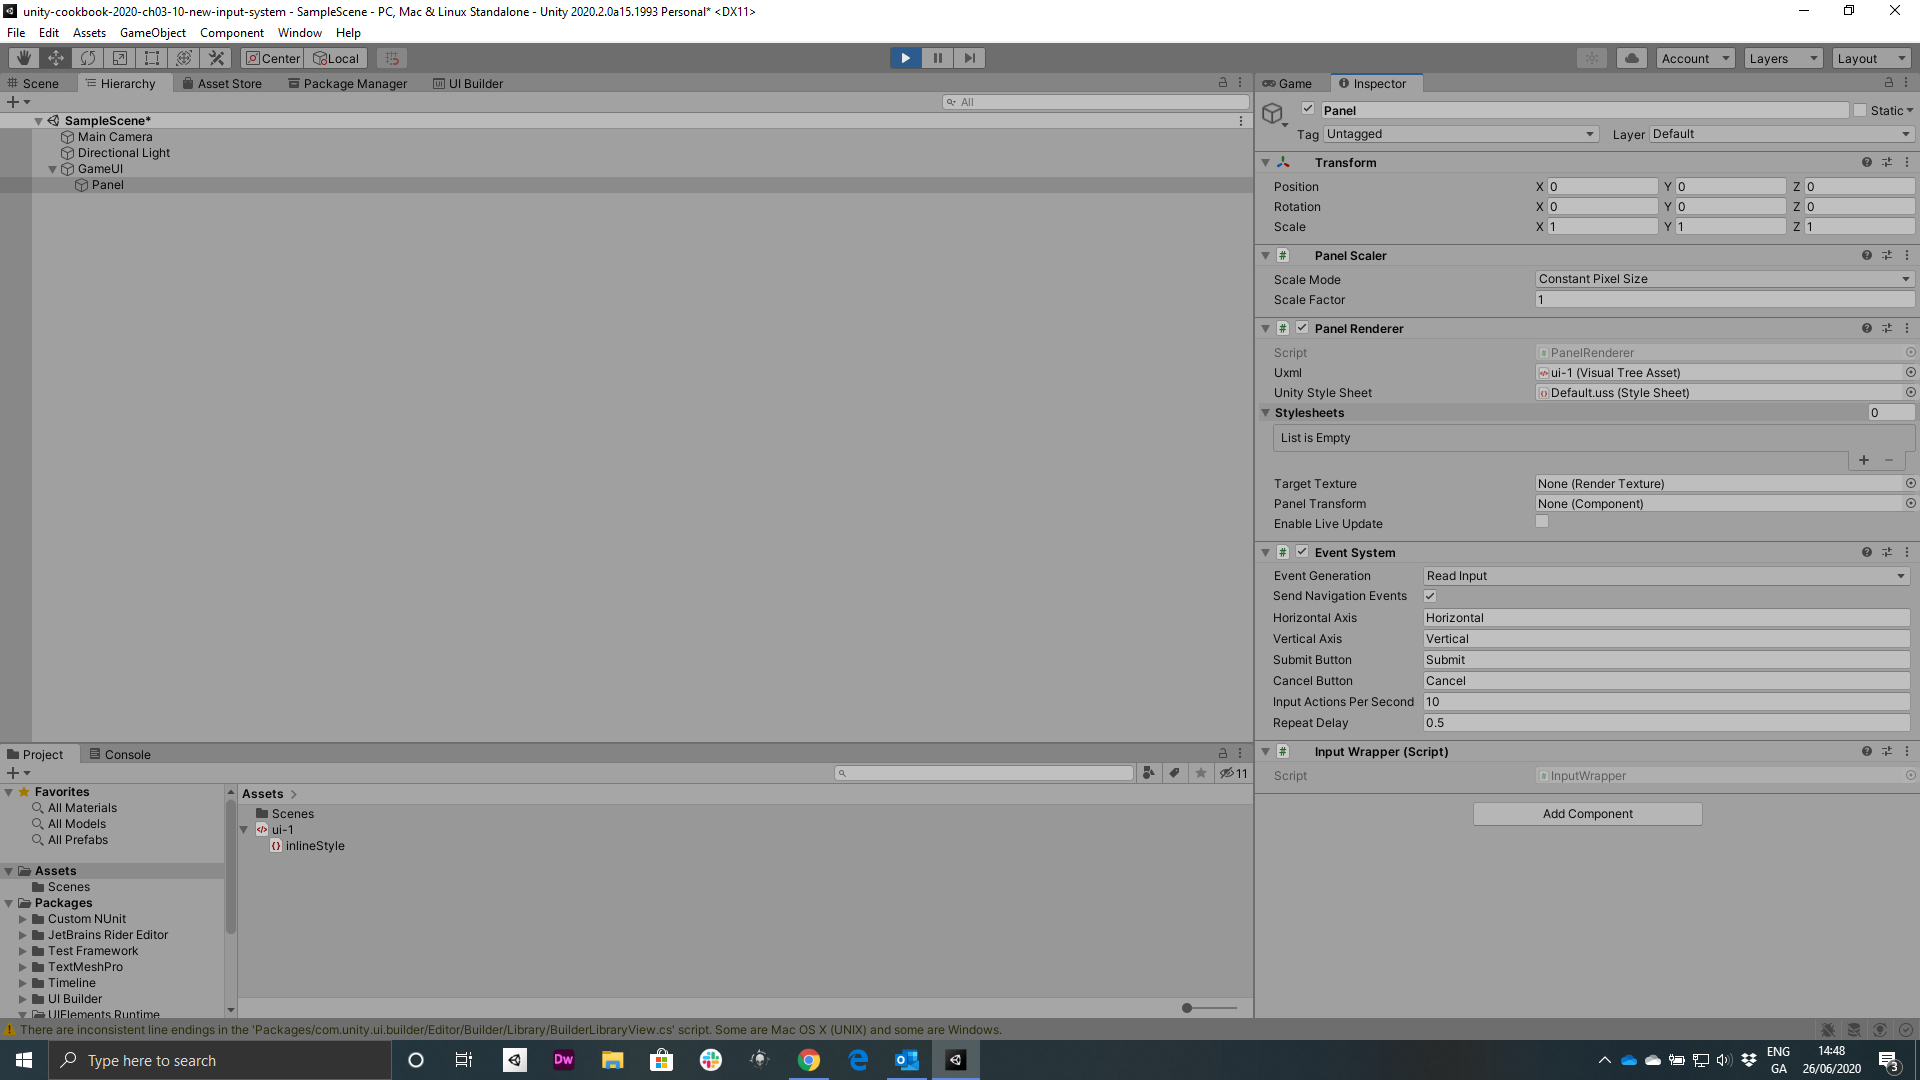 unity-cookbook-2020-ch03-10-new-input-system - SampleScene - PC, Mac & Linux Standalone - Unity 2020.2.0a15.1993 Personal* <DX11>
File Edit Assets GameObject Component Window Help
Center Local Account Layers Layout
Scene Hierarchy Asset Store Package Manager UI Builder
All
SampleScene*
Main Camera
Directional Light
GameUI
Panel
Game Inspector
Panel Static
Tag Untagged Layer Default
Transform
Position X 0 Y 0 Z 0
Rotation X 0 Y 0 Z 0
Scale X 1 Y 1 Z 1
# Panel Scaler
Scale Mode Constant Pixel Size
Scale Factor 1
# Panel Renderer
Script # PanelRenderer
Uxml ui-1 (Visual Tree Asset)
Unity Style Sheet Default.uss (Style Sheet)
Stylesheets 0
List is Empty
+ −
Target Texture None (Render Texture)
Panel Transform None (Component)
Enable Live Update
# Event System
Event Generation Read Input
Send Navigation Events
Horizontal Axis Horizontal
Vertical Axis Vertical
Submit Button Submit
Cancel Button Cancel
Input Actions Per Second 10
Repeat Delay 0.5
# Input Wrapper (Script)
Script # InputWrapper
Add Component
Project Console
11
Favorites
All Materials
All Models
All Prefabs
Assets
Scenes
Packages
Custom NUnit
JetBrains Rider Editor
Test Framework
TextMeshPro
Timeline
UI Builder
UIElements Runtime
Assets >
Scenes
ui-1
inlineStyle
There are inconsistent line endings in the 'Packages/com.unity.ui.builder/Editor/Builder/Library/BuilderLibraryView.cs' script. Some are Mac OS X (UNIX) and some are Windows.
Type here to search
Dw
ENG
GA
14:48
26/06/2020
3